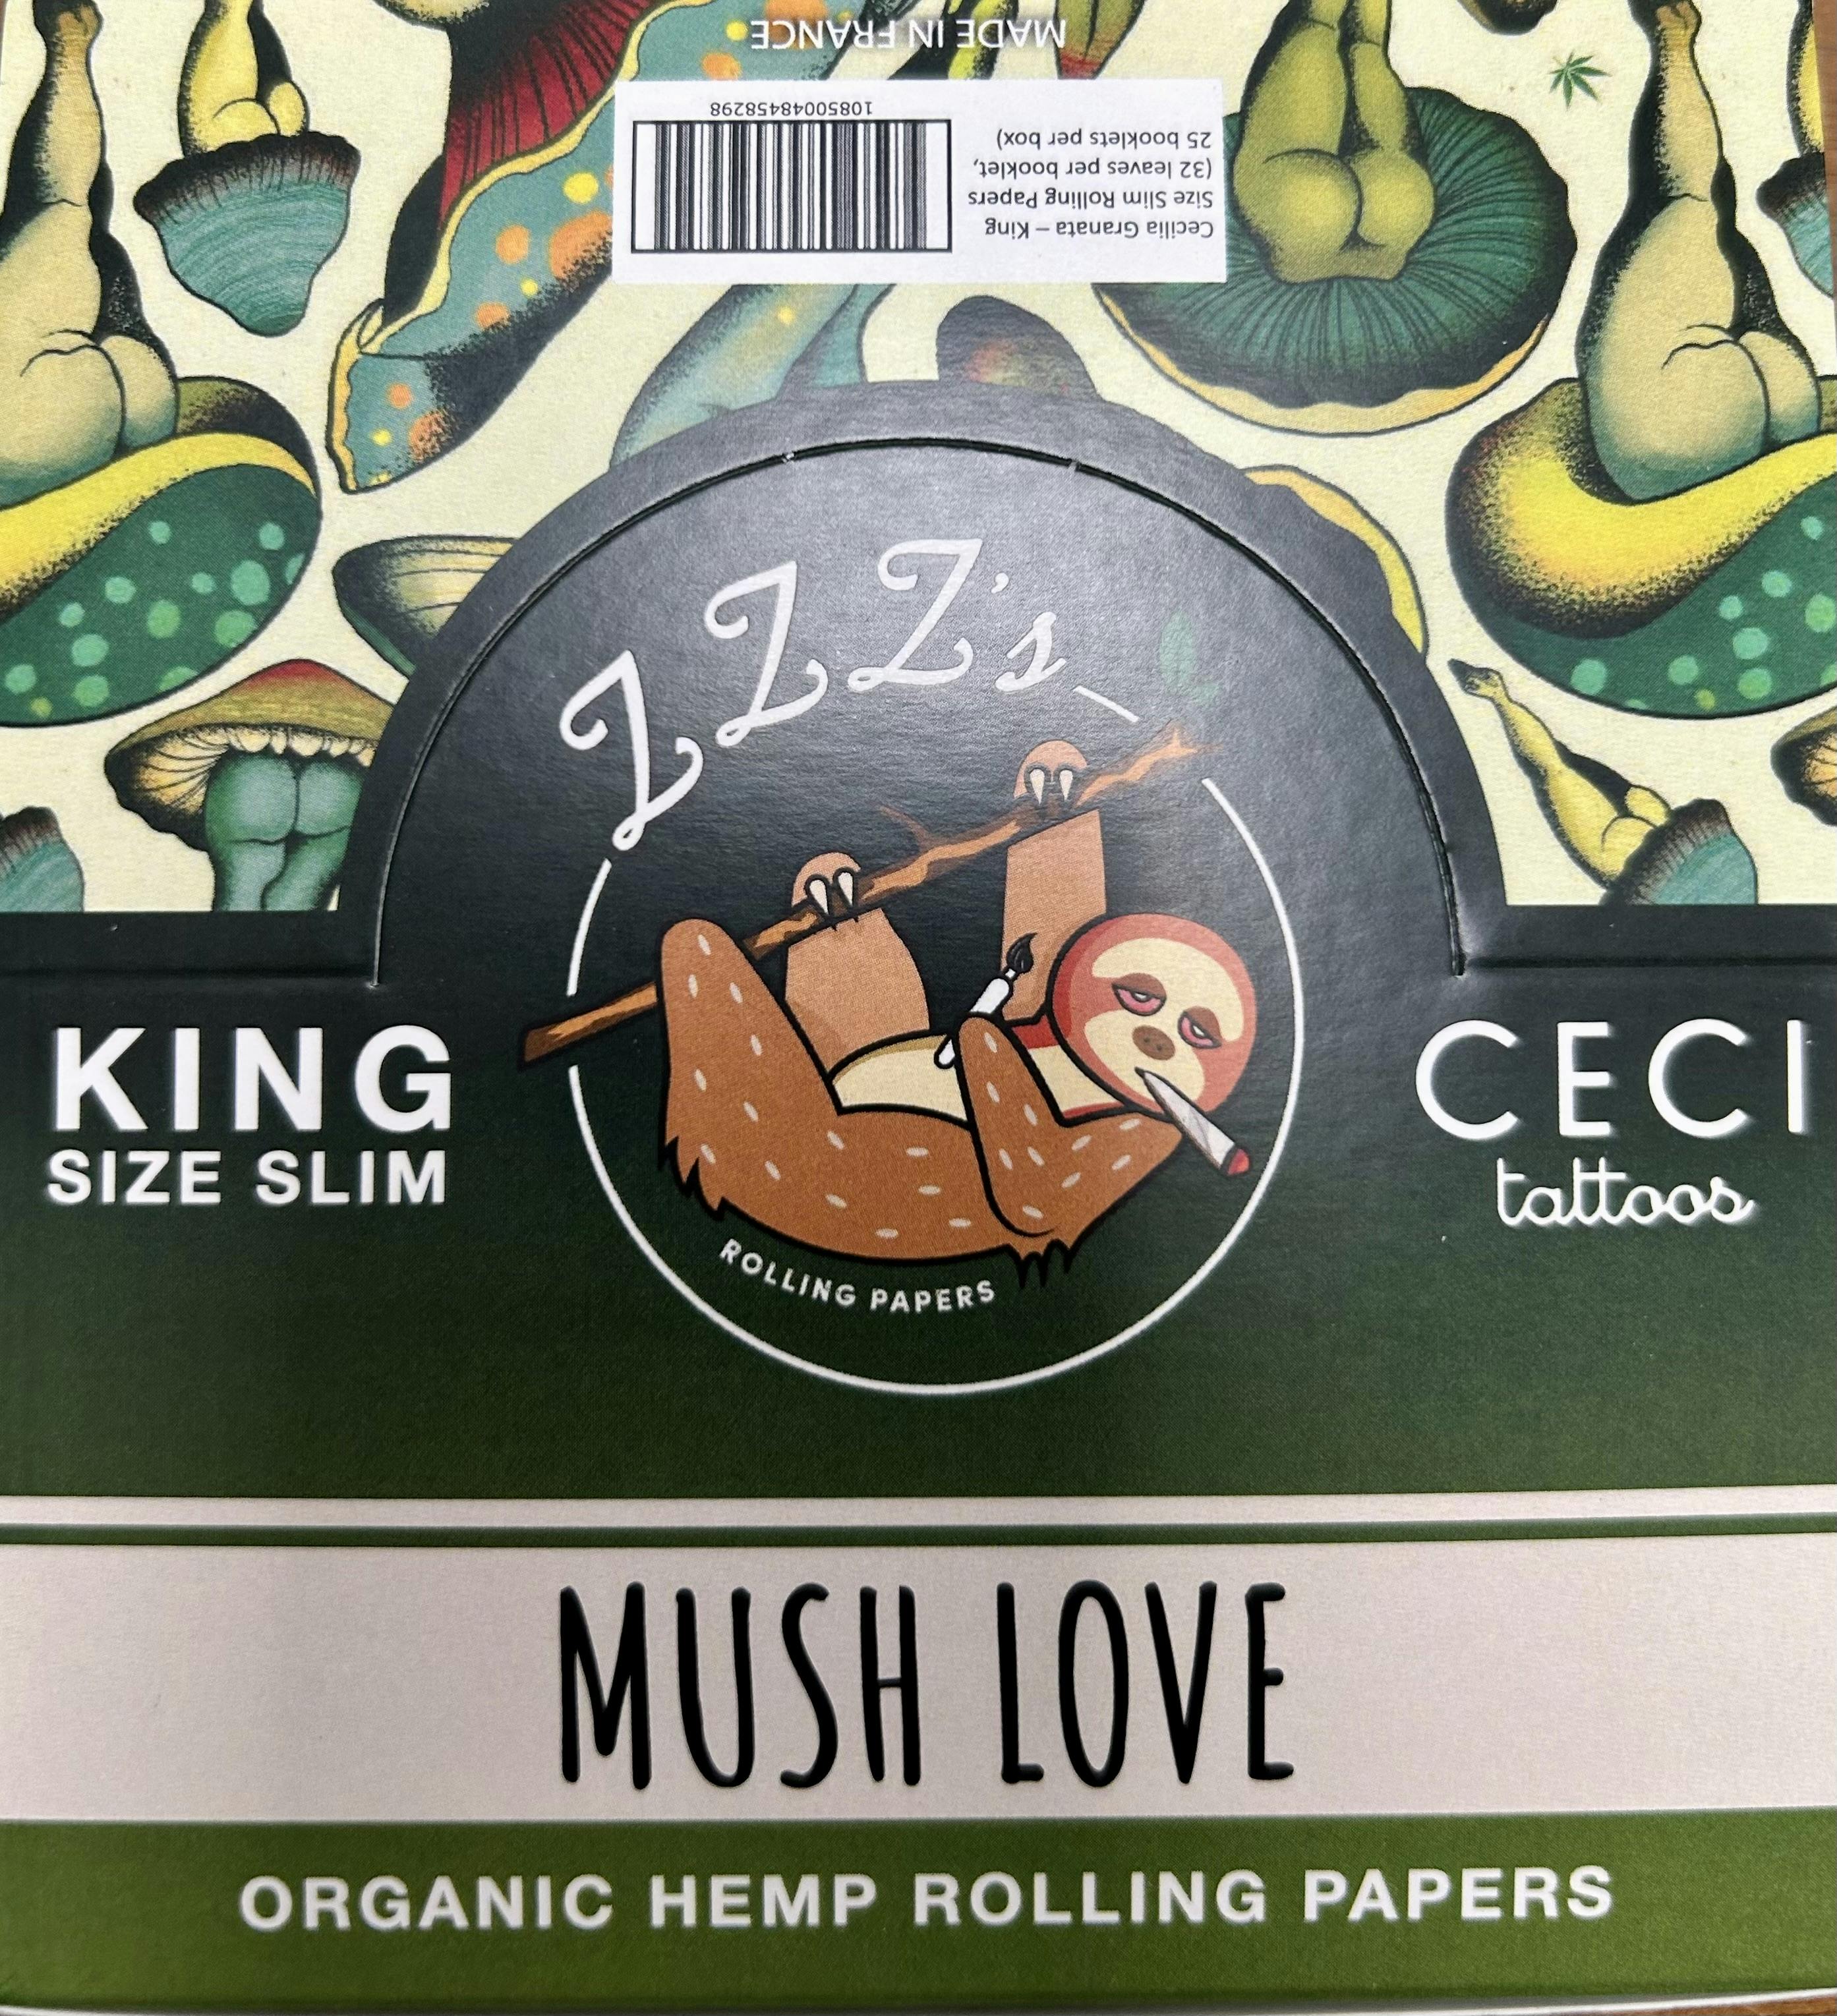 MADE IN FRANCE
Cecilia Granata – King
Size Slim Rolling Papers
(32 leaves per booklet,
25 booklets per box)
10850048458298
Z Z Z's
KING
SIZE SLIM
CECI
tattoos
ROLLING PAPERS
MUSH LOVE
ORGANIC HEMP ROLLING PAPERS